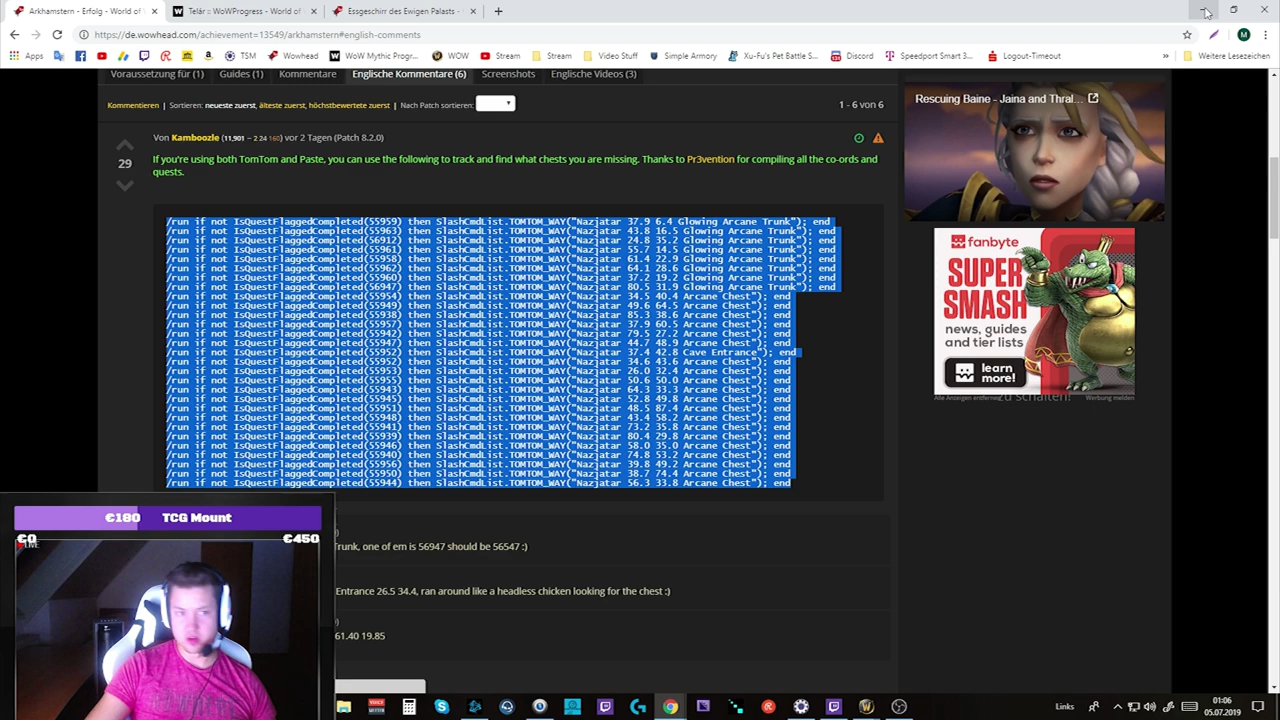 Arkhamstern - Erfolg - World of
Telár = WoWProgress - World of
Essgeschirr des Ewigen Palasts -
https://de.wowhead.com/achievement=13549/arkhamstern#english-comments
Apps TSM Wowhead WoW Mythic Progr... WOW Stream Stream Video Stuff Simple Armory Xu-Fu's Pet Battle S... Discord Speedport Smart 3... Logout-Timeout » Weitere Lesezeichen
Voraussetzung für (1) Guides (1) Kommentare Englische Kommentare (6) Screenshots Englische Videos (3)
Kommentieren | Sortieren: neueste zuerst, älteste zuerst, höchstbewertete zuerst | Nach Patch sortieren:
1 - 6 von 6
Von Kamboozle (11,901 – 2 24 160) vor 2 Tagen (Patch 8.2.0)
29
If you're using both TomTom and Paste, you can use the following to track and find what chests you are missing. Thanks to Pr3vention for compiling all the co-ords and
quests.
/run if not IsQuestFlaggedCompleted(55959) then SlashCmdList.TOMTOM_WAY("Nazjatar 37.9 6.4 Glowing Arcane Trunk"); end
/run if not IsQuestFlaggedCompleted(55963) then SlashCmdList.TOMTOM_WAY("Nazjatar 43.8 16.5 Glowing Arcane Trunk"); end
/run if not IsQuestFlaggedCompleted(56912) then SlashCmdList.TOMTOM_WAY("Nazjatar 24.8 35.2 Glowing Arcane Trunk"); end
/run if not IsQuestFlaggedCompleted(55961) then SlashCmdList.TOMTOM_WAY("Nazjatar 55.7 14.5 Glowing Arcane Trunk"); end
/run if not IsQuestFlaggedCompleted(55958) then SlashCmdList.TOMTOM_WAY("Nazjatar 61.4 22.9 Glowing Arcane Trunk"); end
/run if not IsQuestFlaggedCompleted(55962) then SlashCmdList.TOMTOM_WAY("Nazjatar 64.1 28.6 Glowing Arcane Trunk"); end
/run if not IsQuestFlaggedCompleted(55960) then SlashCmdList.TOMTOM_WAY("Nazjatar 37.2 19.2 Glowing Arcane Trunk"); end
/run if not IsQuestFlaggedCompleted(56947) then SlashCmdList.TOMTOM_WAY("Nazjatar 80.5 31.9 Glowing Arcane Trunk"); end
/run if not IsQuestFlaggedCompleted(55954) then SlashCmdList.TOMTOM_WAY("Nazjatar 34.5 40.4 Arcane Chest"); end
/run if not IsQuestFlaggedCompleted(55949) then SlashCmdList.TOMTOM_WAY("Nazjatar 49.6 64.5 Arcane Chest"); end
/run if not IsQuestFlaggedCompleted(55938) then SlashCmdList.TOMTOM_WAY("Nazjatar 85.3 38.6 Arcane Chest"); end
/run if not IsQuestFlaggedCompleted(55957) then SlashCmdList.TOMTOM_WAY("Nazjatar 37.9 60.5 Arcane Chest"); end
/run if not IsQuestFlaggedCompleted(55942) then SlashCmdList.TOMTOM_WAY("Nazjatar 79.5 27.2 Arcane Chest"); end
/run if not IsQuestFlaggedCompleted(55947) then SlashCmdList.TOMTOM_WAY("Nazjatar 44.7 48.9 Arcane Chest"); end
/run if not IsQuestFlaggedCompleted(55952) then SlashCmdList.TOMTOM_WAY("Nazjatar 37.4 42.8 Cave Entrance"); end
/run if not IsQuestFlaggedCompleted(55952) then SlashCmdList.TOMTOM_WAY("Nazjatar 34.6 43.6 Arcane Chest"); end
/run if not IsQuestFlaggedCompleted(55953) then SlashCmdList.TOMTOM_WAY("Nazjatar 26.0 32.4 Arcane Chest"); end
/run if not IsQuestFlaggedCompleted(55955) then SlashCmdList.TOMTOM_WAY("Nazjatar 50.6 50.0 Arcane Chest"); end
/run if not IsQuestFlaggedCompleted(55943) then SlashCmdList.TOMTOM_WAY("Nazjatar 64.3 33.3 Arcane Chest"); end
/run if not IsQuestFlaggedCompleted(55945) then SlashCmdList.TOMTOM_WAY("Nazjatar 52.8 49.8 Arcane Chest"); end
/run if not IsQuestFlaggedCompleted(55951) then SlashCmdList.TOMTOM_WAY("Nazjatar 48.5 87.4 Arcane Chest"); end
/run if not IsQuestFlaggedCompleted(55948) then SlashCmdList.TOMTOM_WAY("Nazjatar 43.4 58.2 Arcane Chest"); end
/run if not IsQuestFlaggedCompleted(55941) then SlashCmdList.TOMTOM_WAY("Nazjatar 73.2 35.8 Arcane Chest"); end
/run if not IsQuestFlaggedCompleted(55939) then SlashCmdList.TOMTOM_WAY("Nazjatar 80.4 29.8 Arcane Chest"); end
/run if not IsQuestFlaggedCompleted(55946) then SlashCmdList.TOMTOM_WAY("Nazjatar 58.0 35.0 Arcane Chest"); end
/run if not IsQuestFlaggedCompleted(55940) then SlashCmdList.TOMTOM_WAY("Nazjatar 74.8 53.2 Arcane Chest"); end
/run if not IsQuestFlaggedCompleted(55956) then SlashCmdList.TOMTOM_WAY("Nazjatar 39.8 49.2 Arcane Chest"); end
/run if not IsQuestFlaggedCompleted(55950) then SlashCmdList.TOMTOM_WAY("Nazjatar 38.7 74.4 Arcane Chest"); end
/run if not IsQuestFlaggedCompleted(55944) then SlashCmdList.TOMTOM_WAY("Nazjatar 56.3 33.8 Arcane Chest"); end
Trunk, one of em is 56947 should be 56547 :)
Entrance 26.5 34.4, ran around like a headless chicken looking for the chest :)
61.40 19.85
Rescuing Baine - Jaina and Thral...
fanbyte
SUPER
SMASH
news, guides
and tier lists
learn
more!
Alle Anzeigen entfernen
zu schalten!
Werbung melden
€180 TCG Mount
€0
€450
LIVE
Links
01:06
05.07.2019